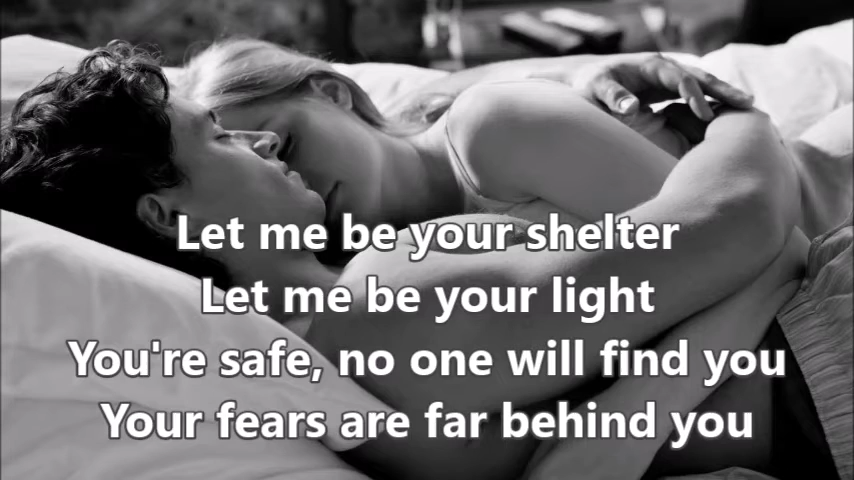 Let me be your shelter
Let me be your light
You're safe, no one will find you
Your fears are far behind you